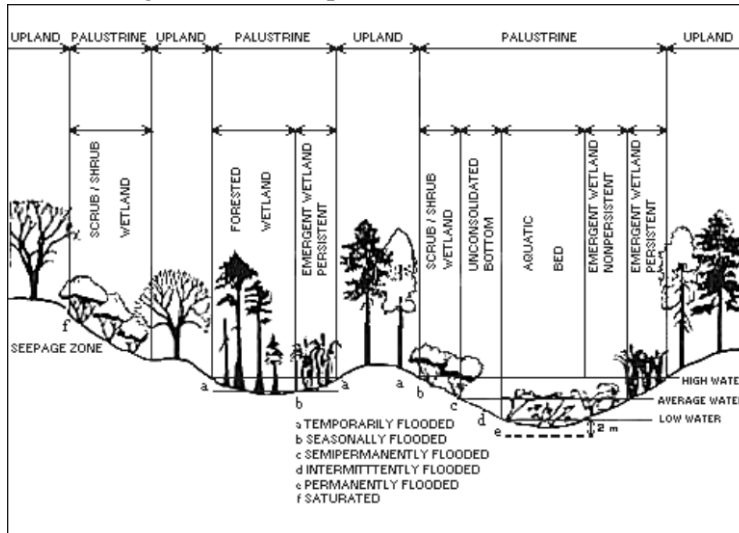 UPLAND PALUSTRINE UPLAND PALUSTRINE UPLAND PALUSTRINE UPLAND
SCRUB / SHRUB
WETLAND
FORESTED
WETLAND
EMERGENT WETLAND
PERSISTENT
SCRUB / SHRUB
WETLAND
UNCONSOLIDATED
BOTTOM
AQUATIC
BED
EMERGENT WETLAND
NONPERSISTENT
EMERGENT WETLAND
PERSISTENT
f
SEEPAGE ZONE
a
b
a
a
b
c
d
e
HIGH WATER
AVERAGE WATER
LOW WATER
2 m
a TEMPORARILY FLOODED
b SEASONALLY FLOODED
c SEMIPERMANENTLY FLOODED
d INTERMITTTENTLY FLOODED
e PERMANENTLY FLOODED
f SATURATED